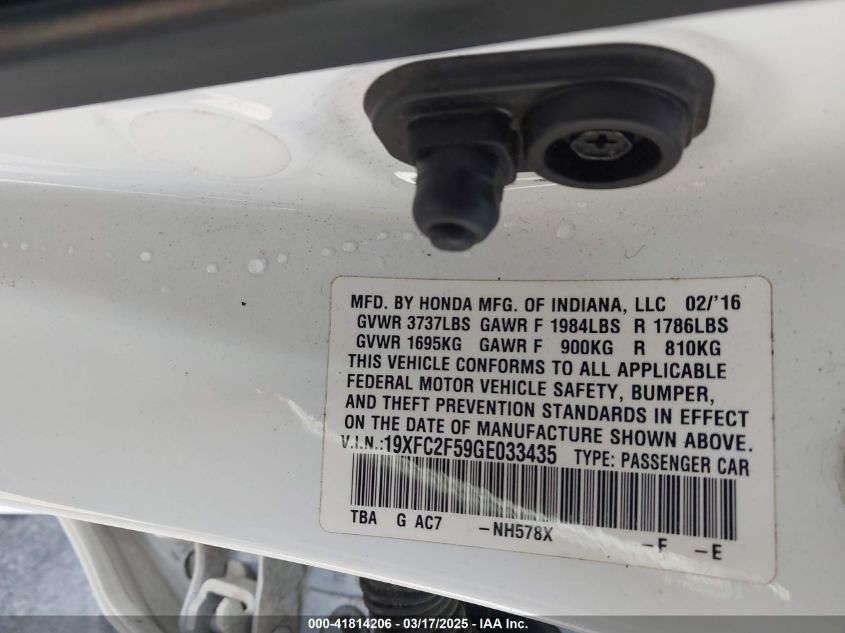 MFD. BY HONDA MFG. OF INDIANA, LLC 02/'16
GVWR 3737LBS GAWR F 1984LBS R 1786LBS
GVWR 1695KG GAWR F 900KG R 810KG
THIS VEHICLE CONFORMS TO ALL APPLICABLE
FEDERAL MOTOR VEHICLE SAFETY, BUMPER,
AND THEFT PREVENTION STANDARDS IN EFFECT
ON THE DATE OF MANUFACTURE SHOWN ABOVE.
V.I.N.:19XFC2F59GE033435 TYPE: PASSENGER CAR
TBA G AC7 -NH578X -F -E
000-41814206 - 03/17/2025 - IAA Inc.